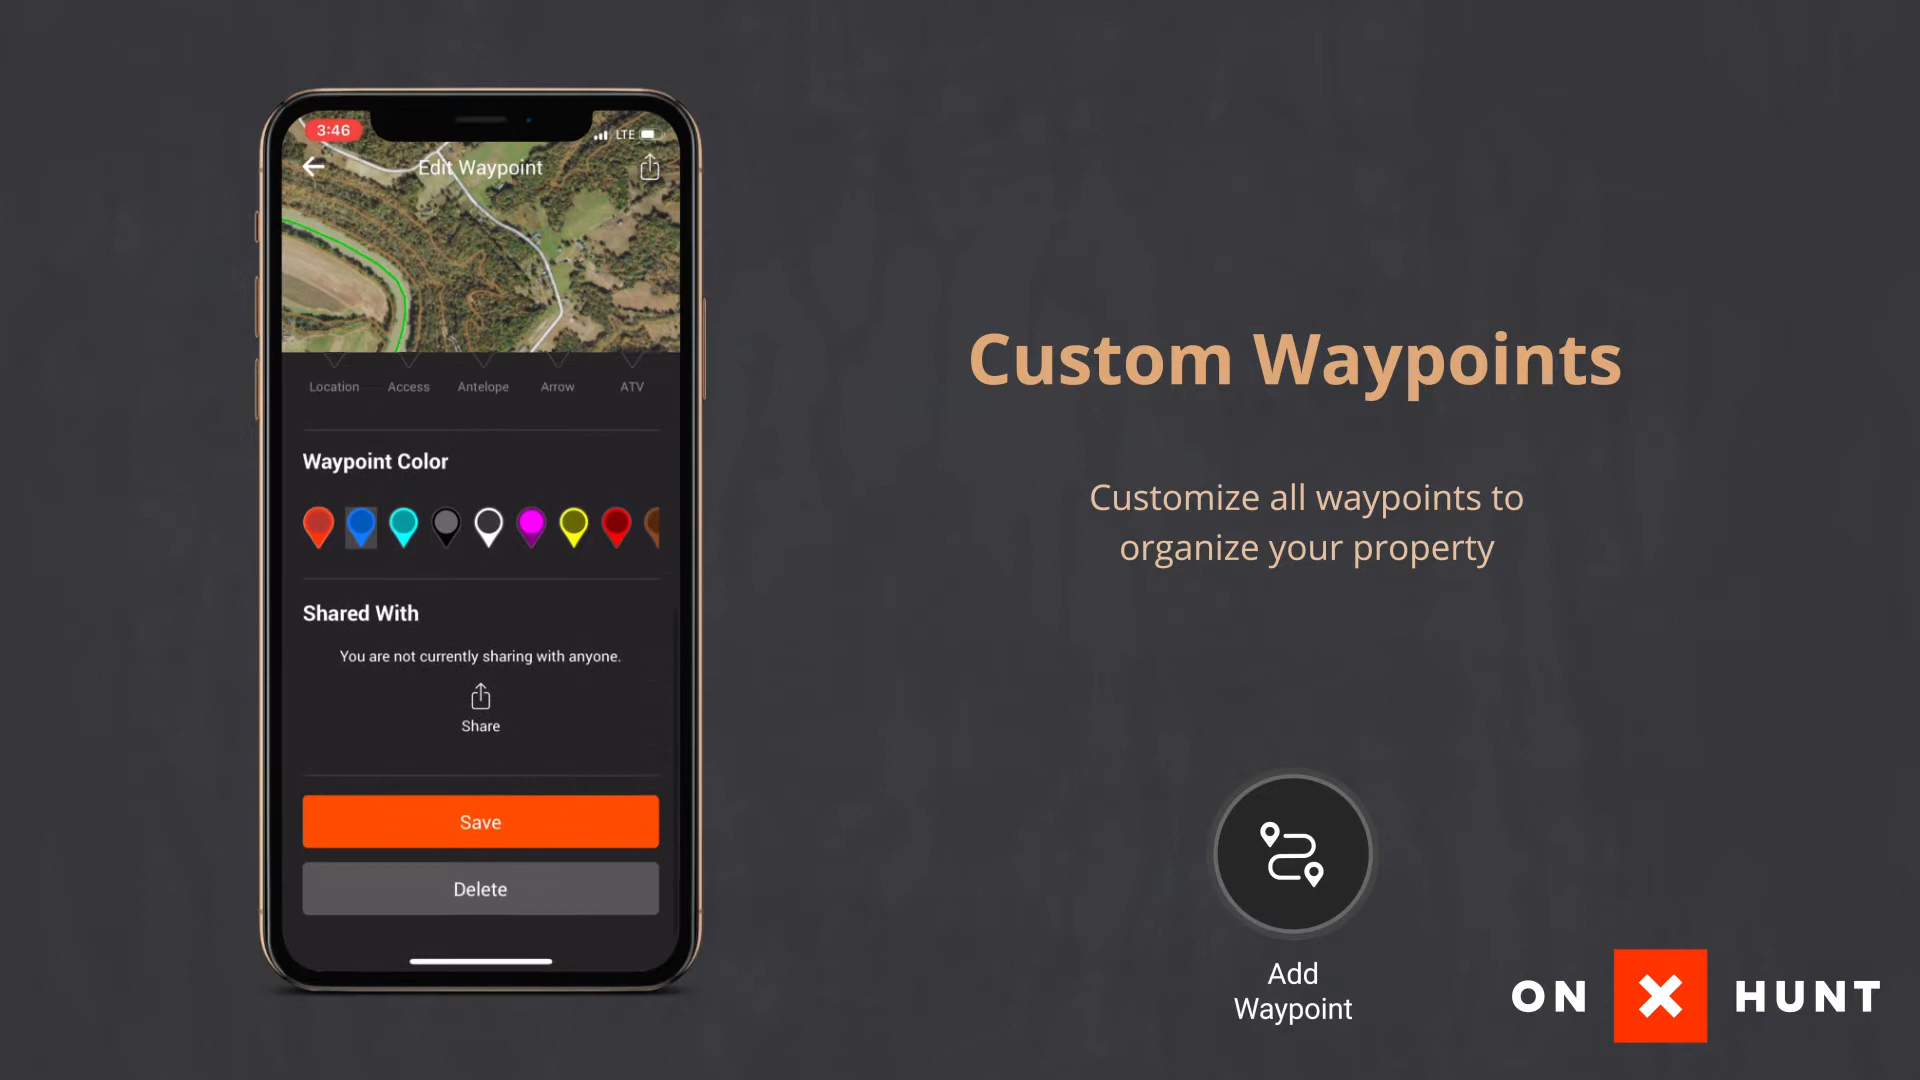 3:46
LTE
Edit Waypoint
Location Access Antelope Arrow ATV
Waypoint Color
Shared With
You are not currently sharing with anyone.
Share
Save
Delete
Custom Waypoints
Customize all waypoints to
organize your property
Add
Waypoint
ON X HUNT